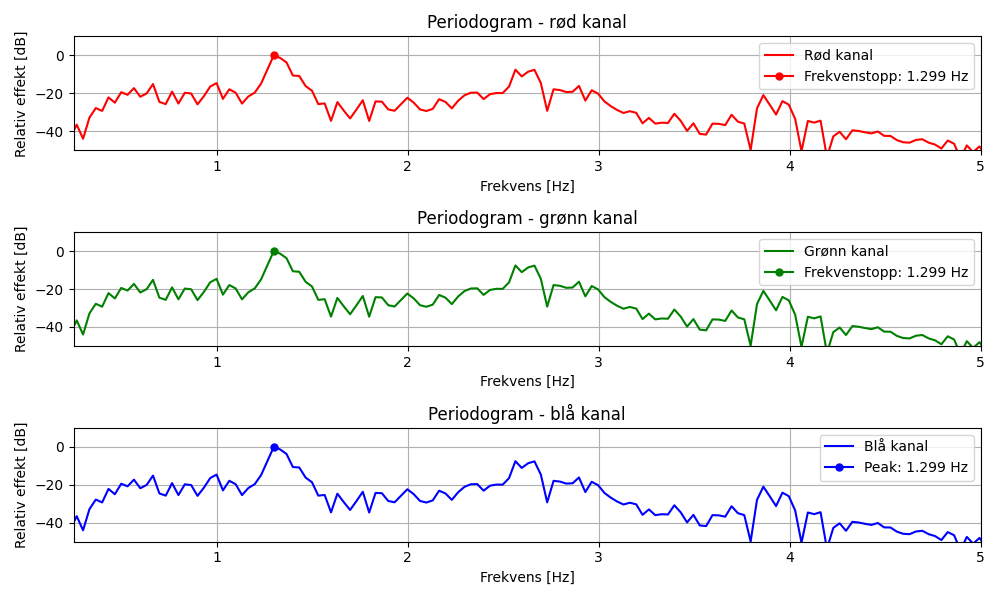 Periodogram - rød kanal
Relativ effekt [dB]
0
−20
−40
Rød kanal
Frekvenstopp: 1.299 Hz
1 2 3 4 5
Frekvens [Hz]
Periodogram - grønn kanal
Relativ effekt [dB]
0
−20
−40
Grønn kanal
Frekvenstopp: 1.299 Hz
1 2 3 4 5
Frekvens [Hz]
Periodogram - blå kanal
Relativ effekt [dB]
0
−20
−40
Blå kanal
Peak: 1.299 Hz
1 2 3 4 5
Frekvens [Hz]